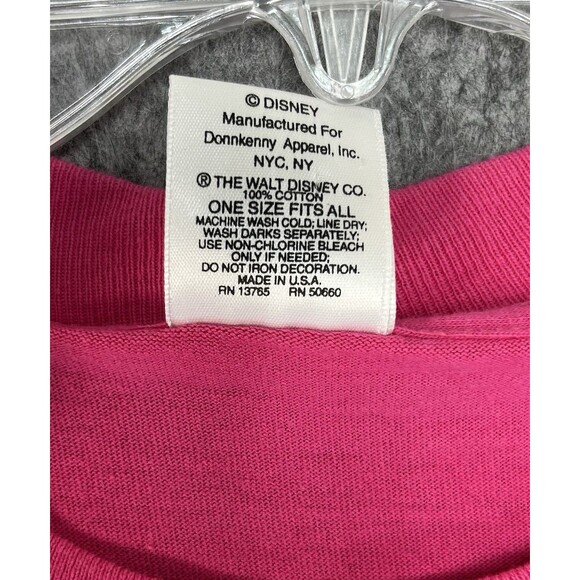 © DISNEY
Manufactured For
Donnkenny Apparel, Inc.
NYC, NY
® THE WALT DISNEY CO.
100% COTTON
ONE SIZE FITS ALL
MACHINE WASH COLD; LINE DRY;
WASH DARKS SEPARATELY;
USE NON-CHLORINE BLEACH
ONLY IF NEEDED;
DO NOT IRON DECORATION.
MADE IN U.S.A.
RN 13765 RN 50660